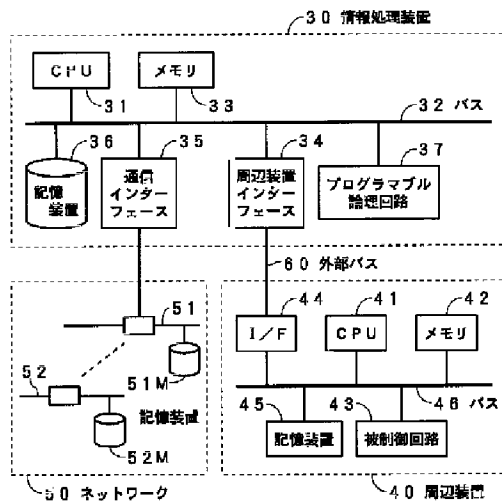 30 情報処理装置
CPU
メモリ
31
33
32 バス
36
35
34
37
記憶
装置
通信
インター
フェース
周辺装置
インター
フェース
プログラマブル
論理回路
60 外部バス
51
52
51M
記憶装置
52M
50 ネットワーク
44
41
42
I/F
CPU
メモリ
45
43
46
バス
記憶装置
被制御回路
40 周辺装置